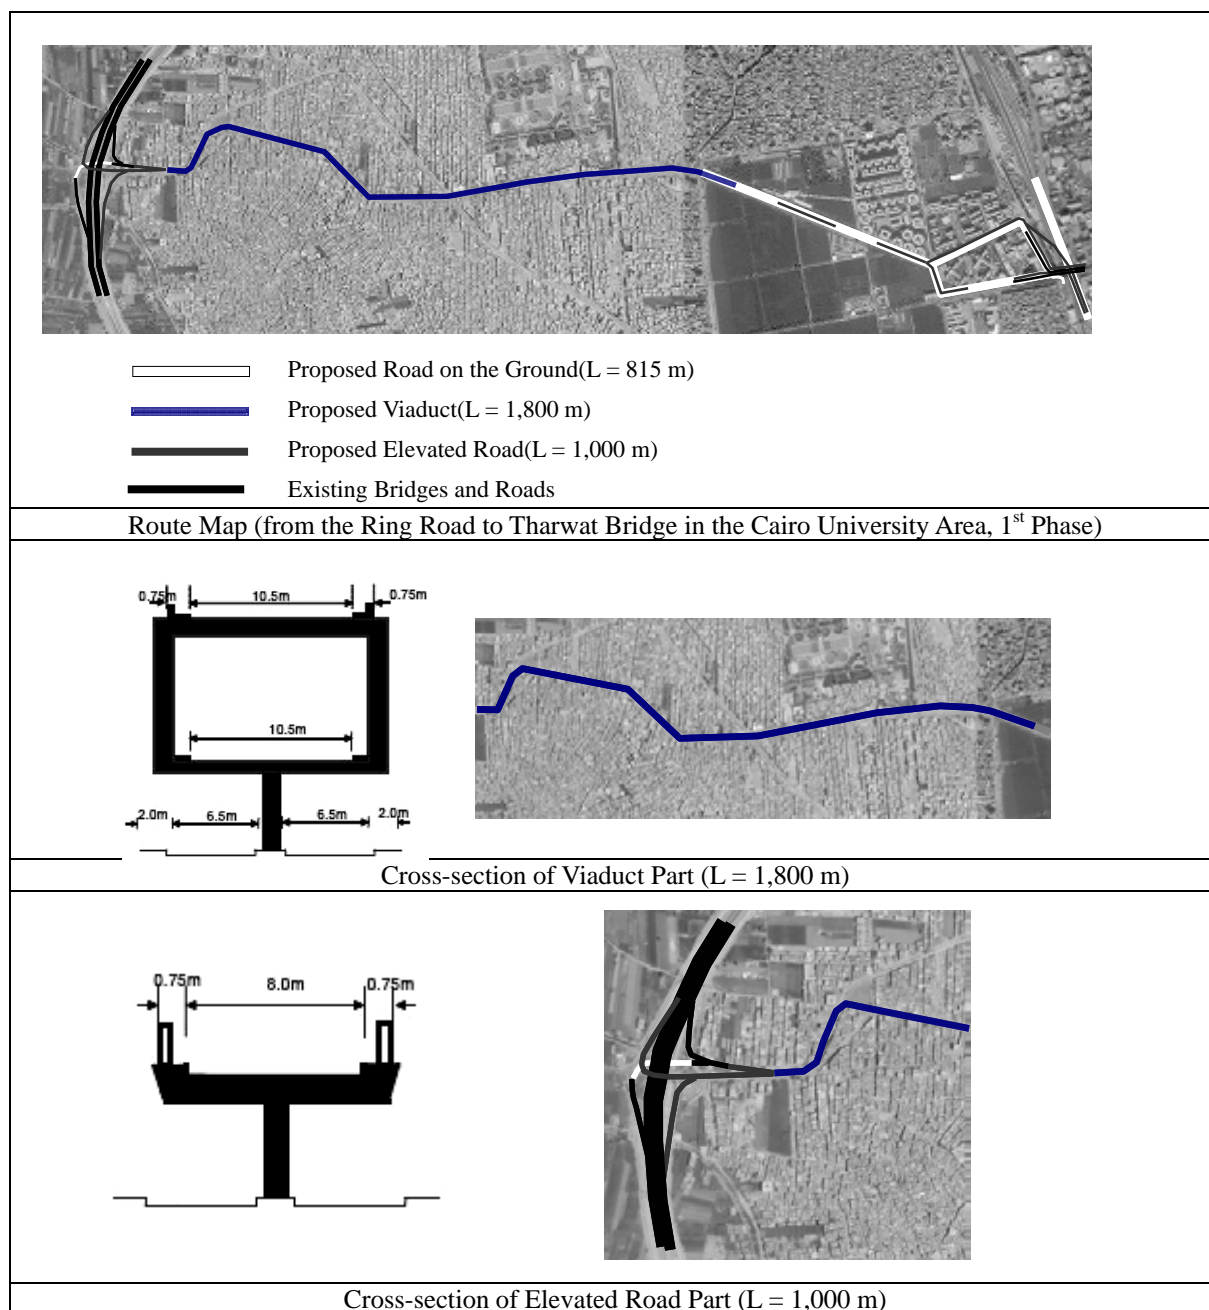 Proposed Road on the Ground(L = 815 m)
Proposed Viaduct(L = 1,800 m)
Proposed Elevated Road(L = 1,000 m)
Existing Bridges and Roads
Route Map (from the Ring Road to Tharwat Bridge in the Cairo University Area, 1st Phase)
0.75m 10.5m 0.75m
10.5m
2.0m 6.5m 6.5m 2.0m
Cross-section of Viaduct Part (L = 1,800 m)
0.75m 8.0m 0.75m
Cross-section of Elevated Road Part (L = 1,000 m)